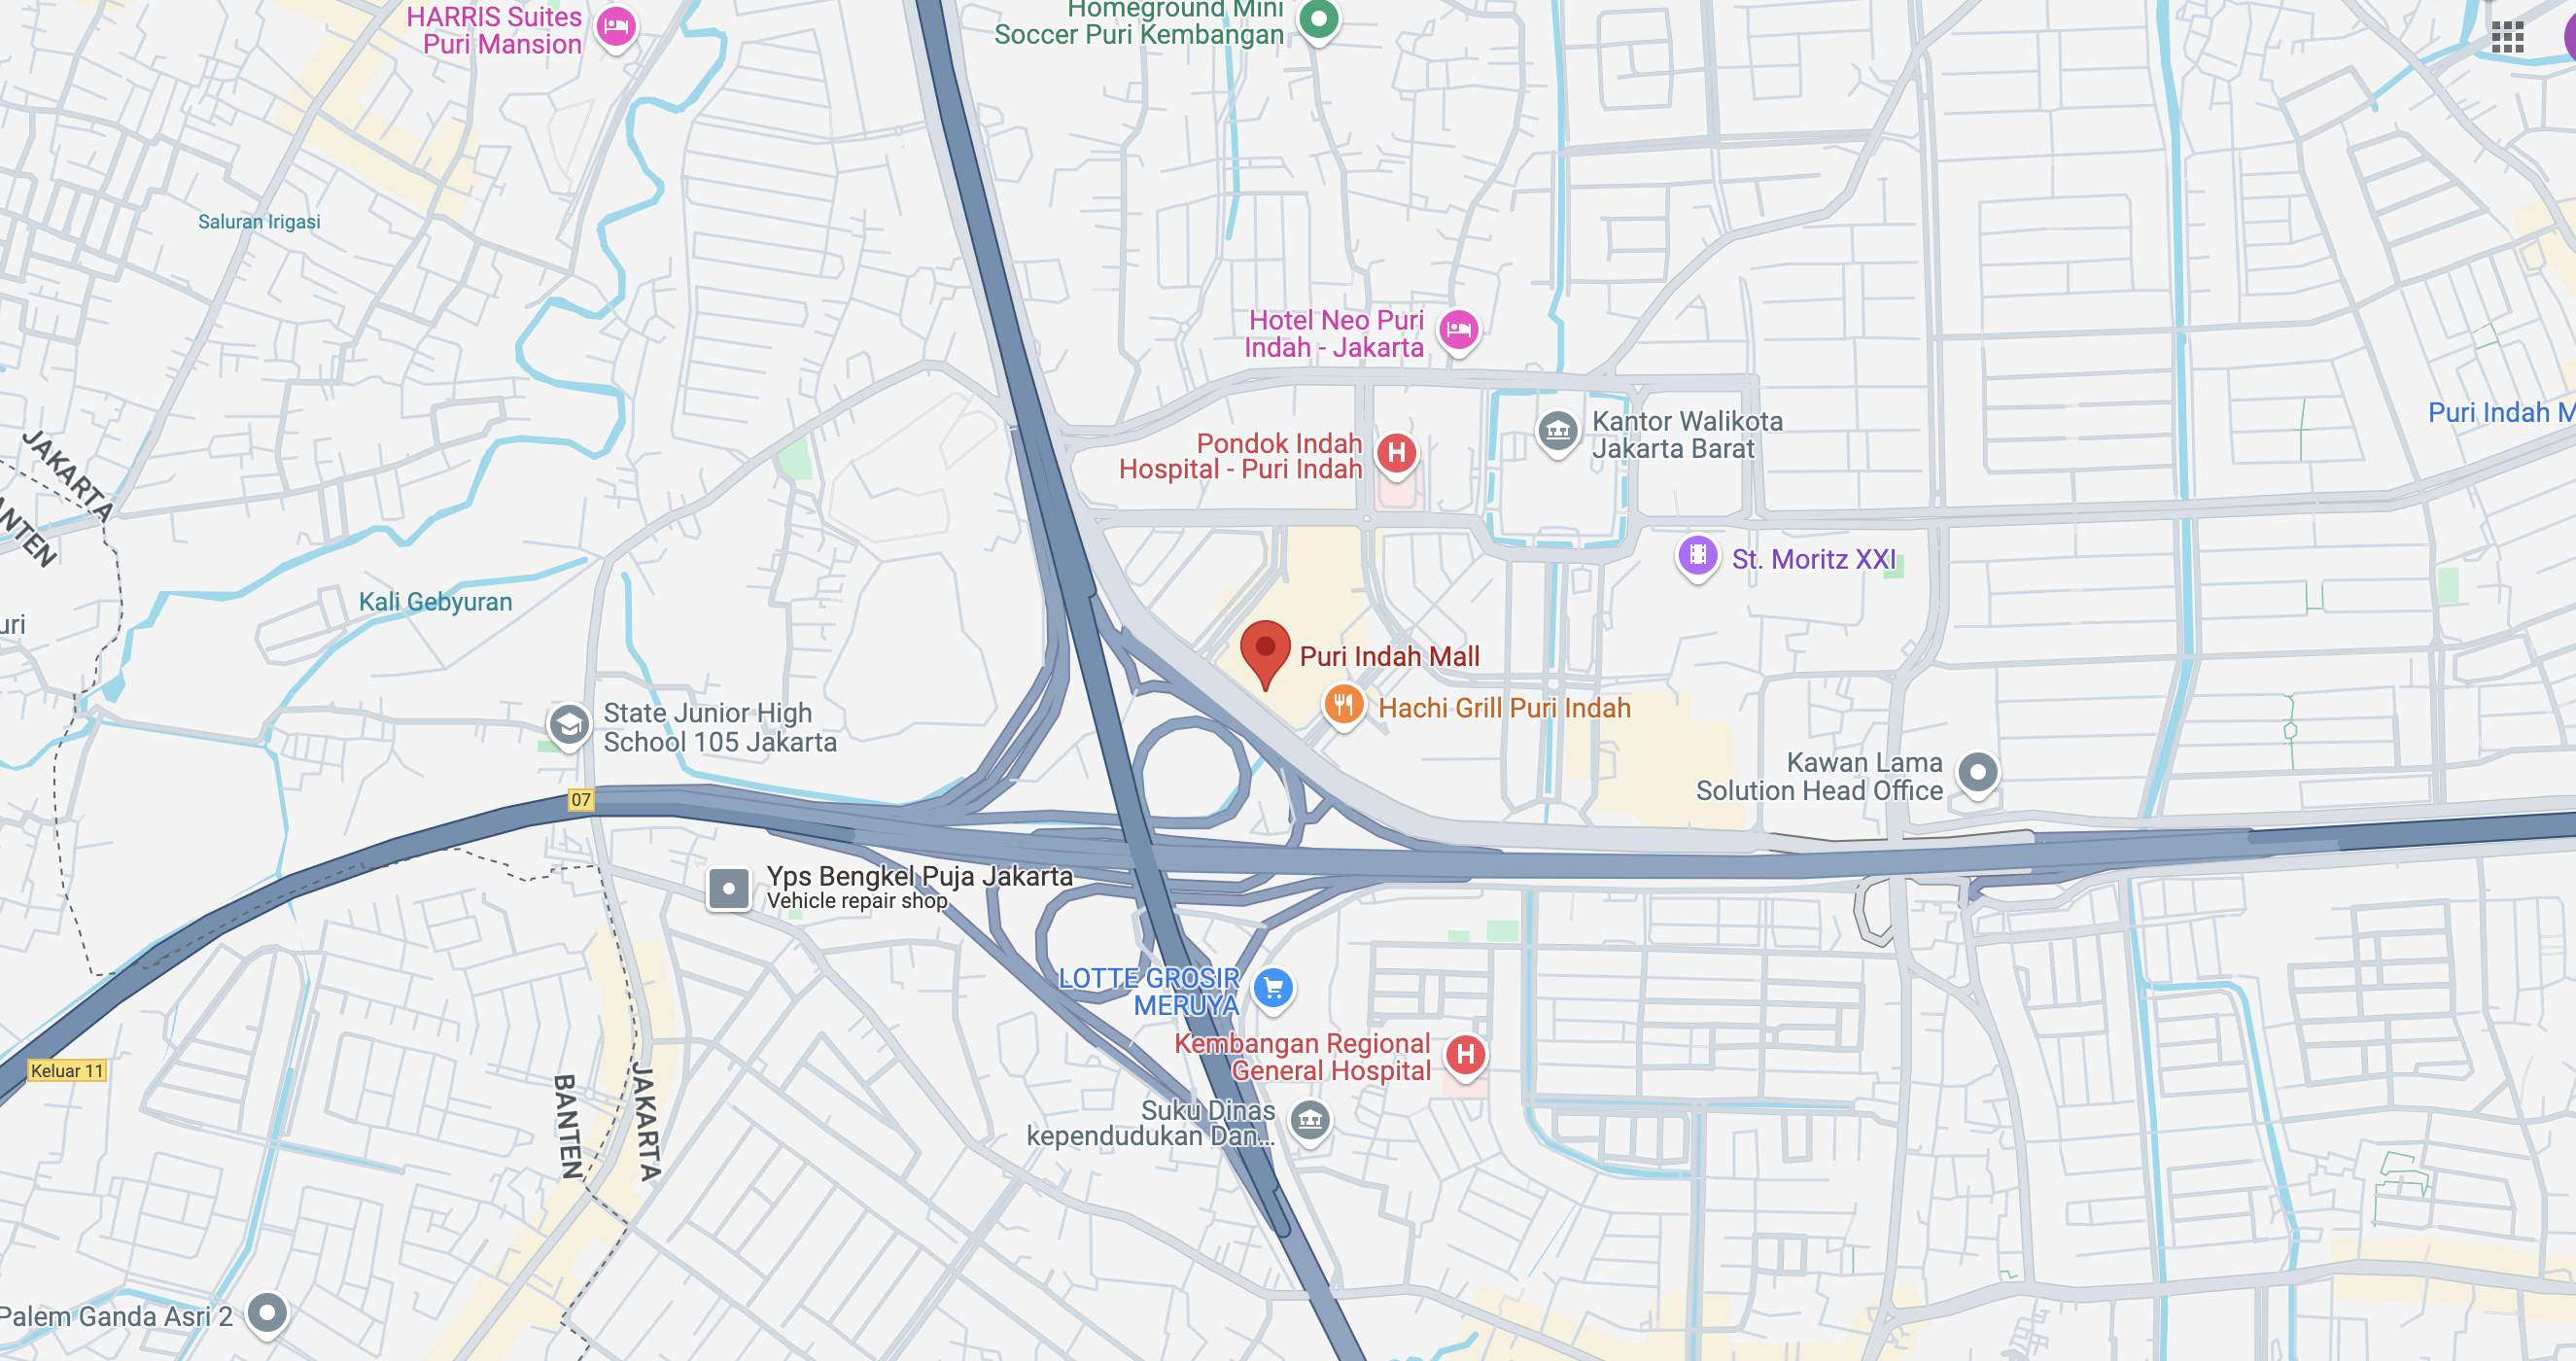 HARRIS Suites
Puri Mansion
Homeground Mini
Soccer Puri Kembangan
Saluran Irigasi
Hotel Neo Puri
Indah - Jakarta
Puri Indah M
Kantor Walikota
Jakarta Barat
Pondok Indah
Hospital - Puri Indah
H
JAKARTA
ANTEN
St. Moritz XXI
Kali Gebyuran
uri
Puri Indah Mall
Hachi Grill Puri Indah
State Junior High
School 105 Jakarta
Kawan Lama
Solution Head Office
07
Yps Bengkel Puja Jakarta
Vehicle repair shop
LOTTE GROSIR
MERUYA
Kembangan Regional
General Hospital
H
Keluar 11
BANTEN
JAKARTA
Suku Dinas
kependudukan Dan...
Palem Ganda Asri 2